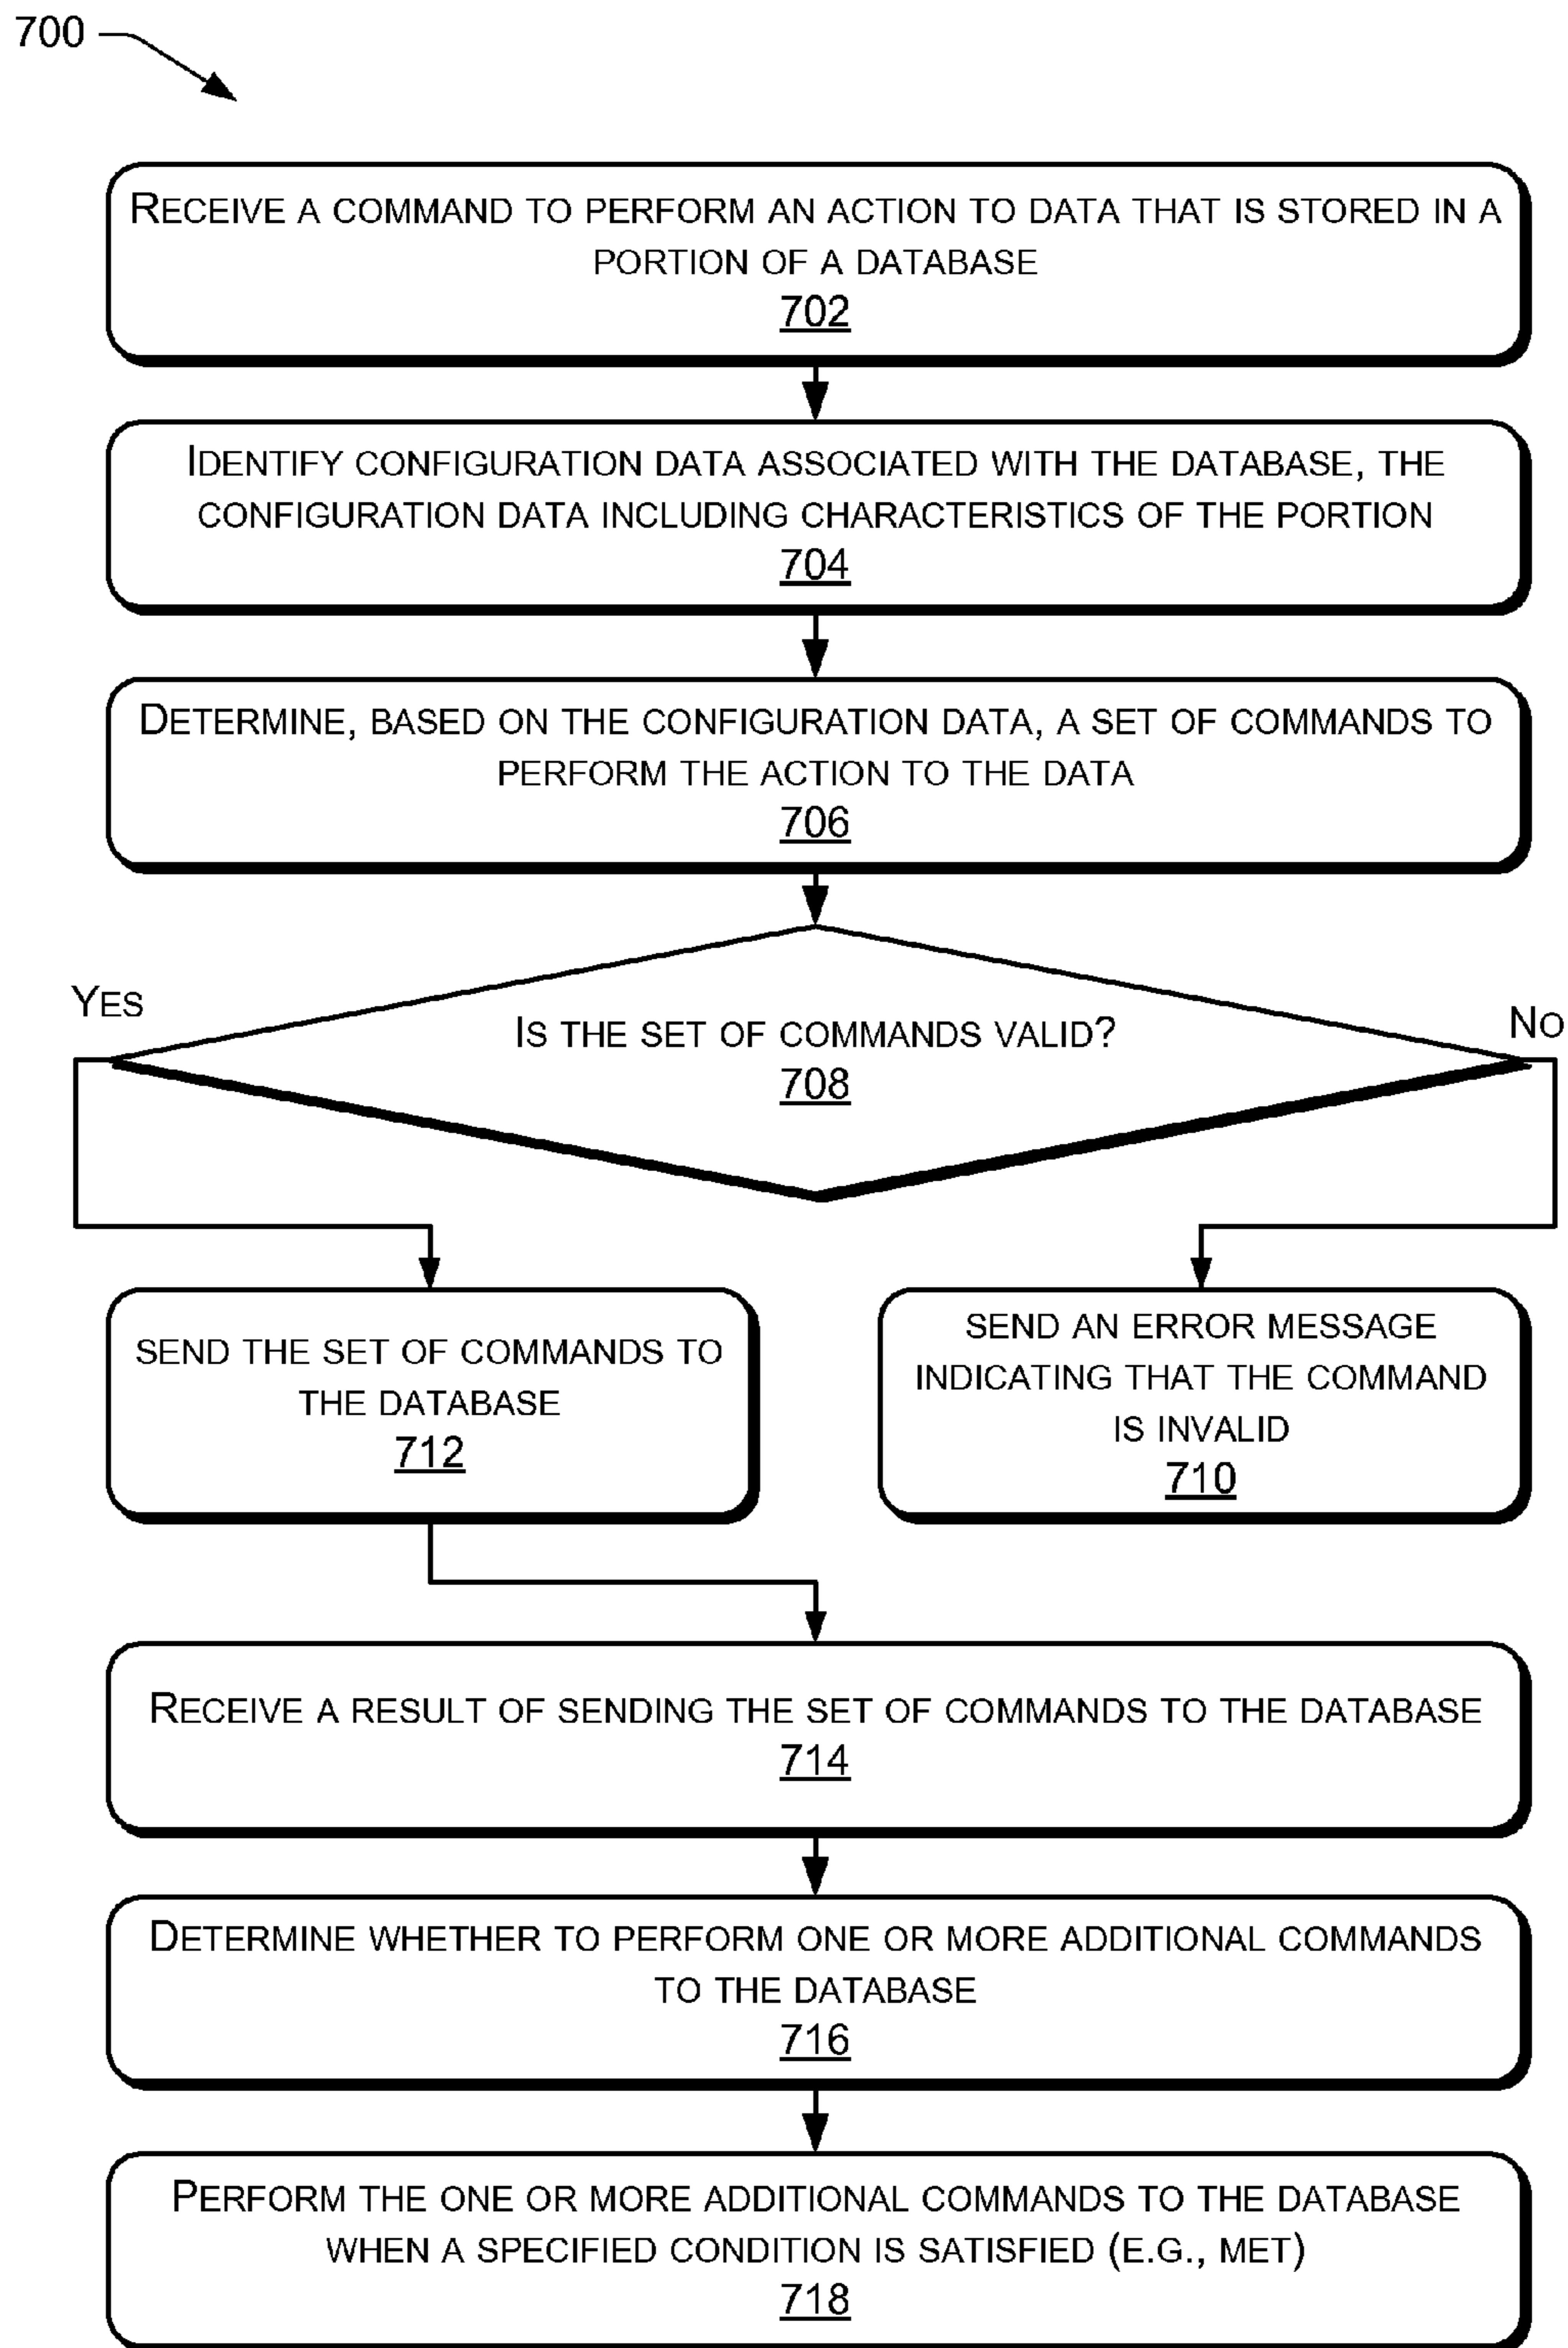 700
RECEIVE A COMMAND TO PERFORM AN ACTION TO DATA THAT IS STORED IN A
PORTION OF A DATABASE
702
IDENTIFY CONFIGURATION DATA ASSOCIATED WITH THE DATABASE, THE
CONFIGURATION DATA INCLUDING CHARACTERISTICS OF THE PORTION
704
DETERMINE, BASED ON THE CONFIGURATION DATA, A SET OF COMMANDS TO
PERFORM THE ACTION TO THE DATA
706
YES
IS THE SET OF COMMANDS VALID?
708
NO
SEND THE SET OF COMMANDS TO
THE DATABASE
712
SEND AN ERROR MESSAGE
INDICATING THAT THE COMMAND
IS INVALID
710
RECEIVE A RESULT OF SENDING THE SET OF COMMANDS TO THE DATABASE
714
DETERMINE WHETHER TO PERFORM ONE OR MORE ADDITIONAL COMMANDS
TO THE DATABASE
716
PERFORM THE ONE OR MORE ADDITIONAL COMMANDS TO THE DATABASE
WHEN A SPECIFIED CONDITION IS SATISFIED (E.G., MET)
718